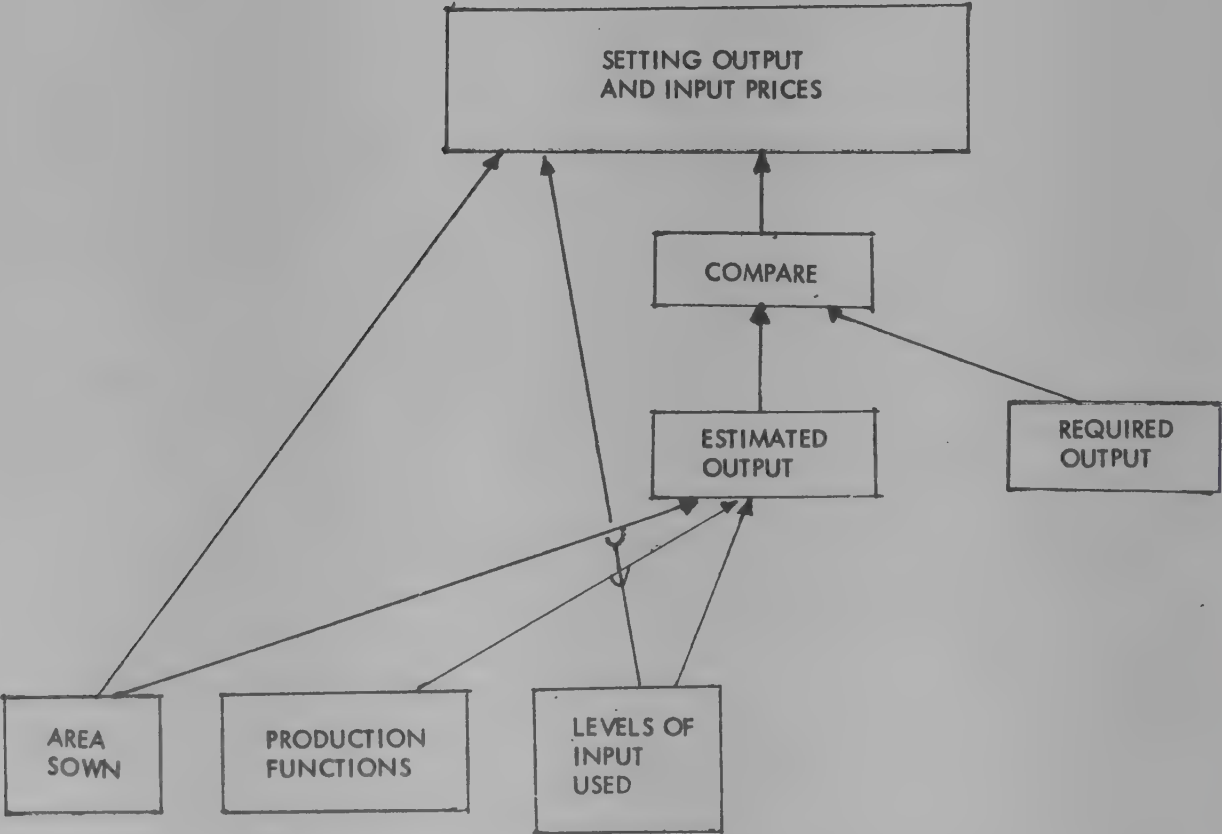 SETTING OUTPUT
AND INPUT PRICES
COMPARE
ESTIMATED
OUTPUT
REQUIRED
OUTPUT
AREA
SOWN
PRODUCTION
FUNCTIONS
LEVELS OF
INPUT
USED